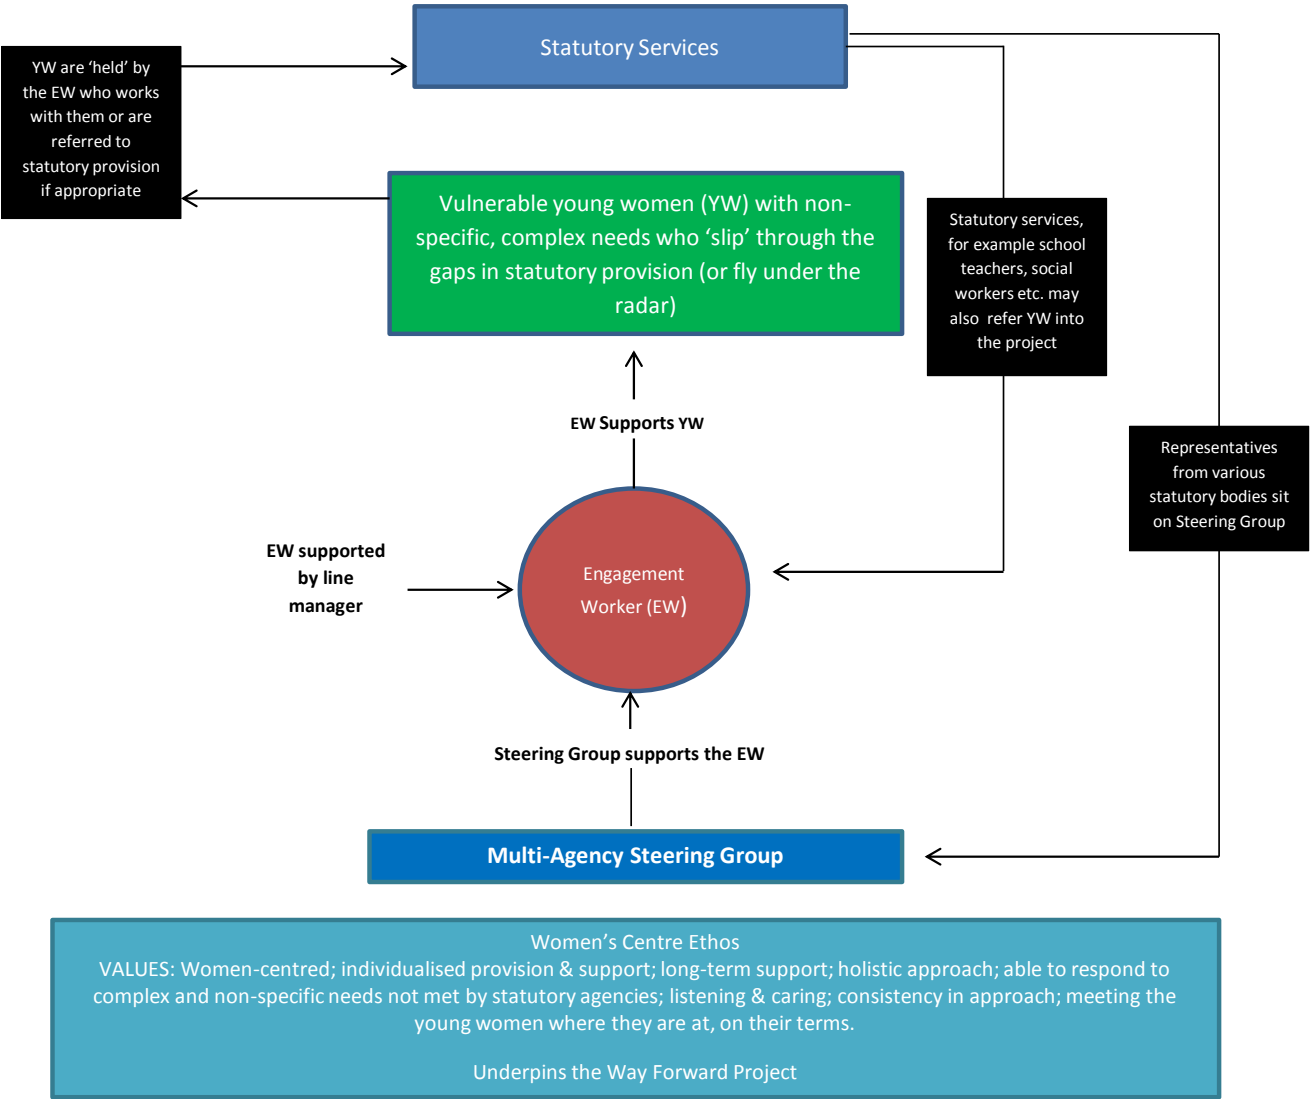 Statutory Services
YW are ‘held’ by
the EW who works
with them or are
referred to
statutory provision
if appropriate
Vulnerable young women (YW) with non-
specific, complex needs who ‘slip’ through the
gaps in statutory provision (or fly under the
radar)
Statutory services,
for example school
teachers, social
workers etc. may
also refer YW into
the project
EW Supports YW
Representatives
from various
statutory bodies sit
on Steering Group
EW supported
by line
manager
Engagement
Worker (EW)
Steering Group supports the EW
Multi-Agency Steering Group
Women’s Centre Ethos
VALUES: Women-centred; individualised provision & support; long-term support; holistic approach; able to respond to
complex and non-specific needs not met by statutory agencies; listening & caring; consistency in approach; meeting the
young women where they are at, on their terms.
Underpins the Way Forward Project